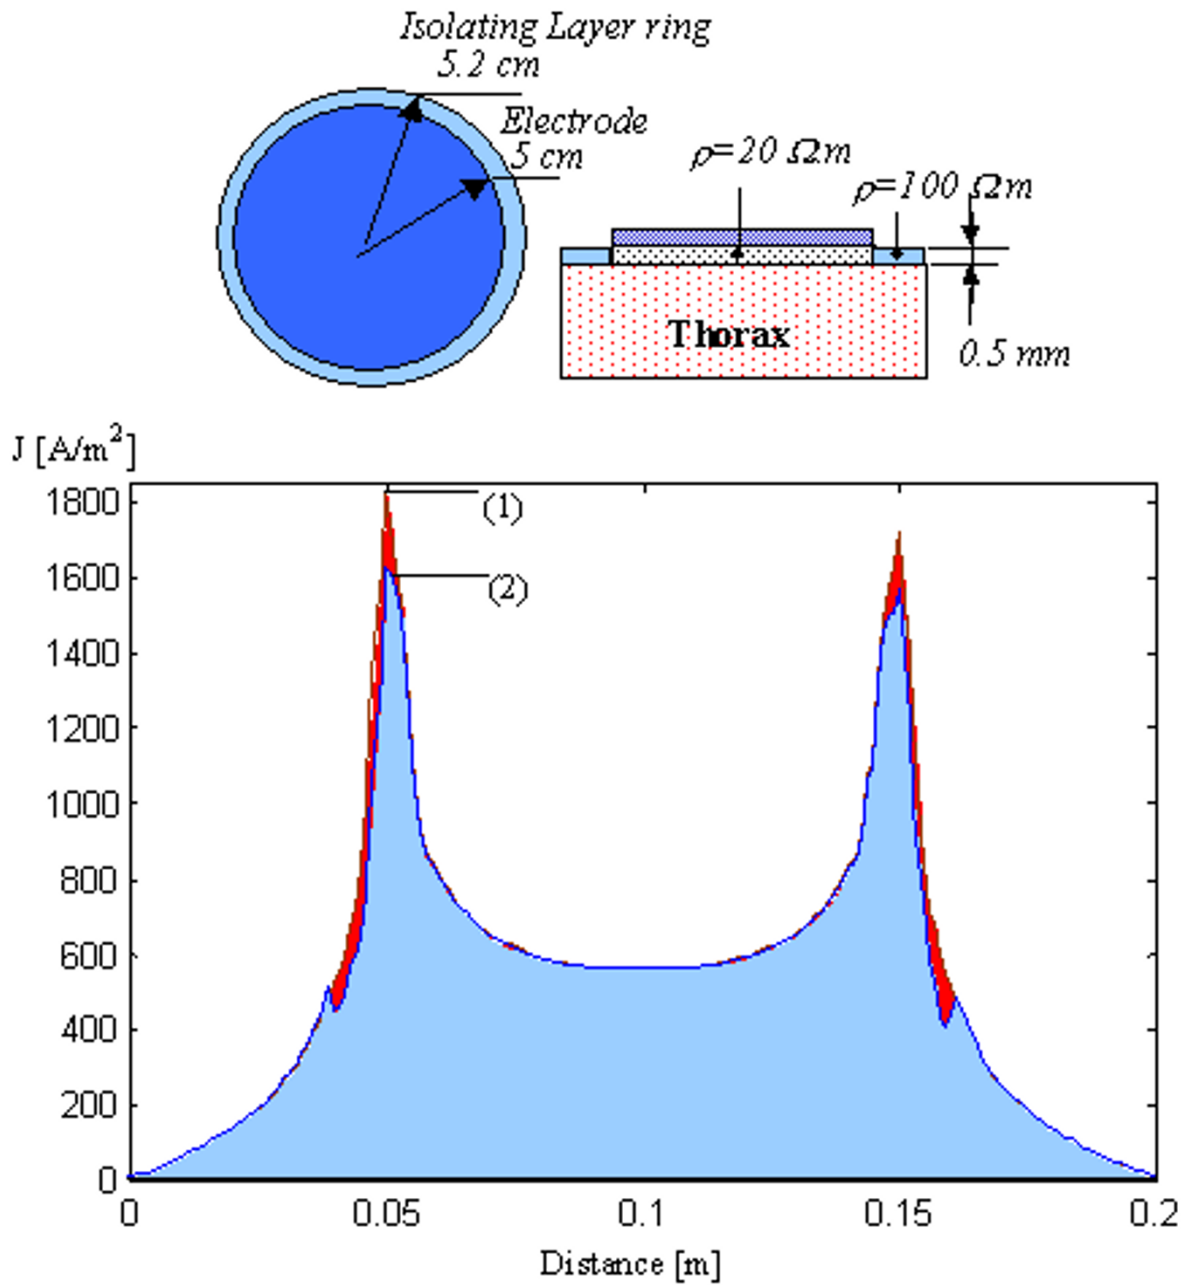 Isolating Layer ring
5.2 cm
Electrode
5 cm
ρ=20 Ωm
ρ=100 Ωm
Thorax
0.5 mm
J [A/m²]
1800
(1)
1600
(2)
1400
1200
1000
800
600
400
200
0
0 0.05 0.1 0.15 0.2
Distance [m]